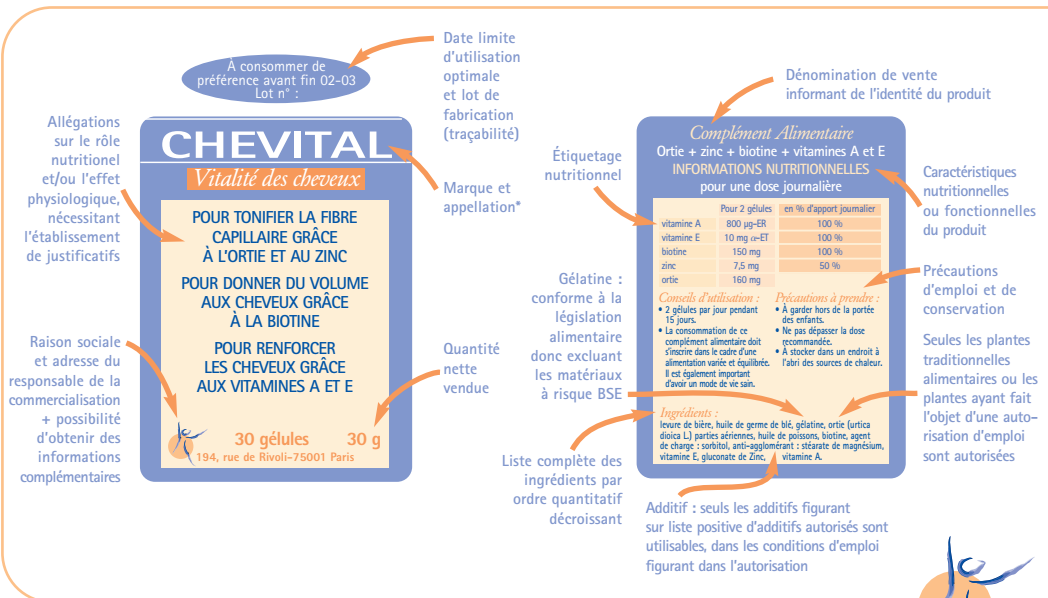 À consommer de
préférence avant fin 02-03
Lot n° :
Date limite
d'utilisation
optimale
et lot de
fabrication
(traçabilité)
Allégations
sur le rôle
nutritionel
et/ou l'effet
physiologique,
nécessitant
l'établissement
de justificatifs
CHEVITAL
Vitalité des cheveux
Marque et
appellation*
POUR TONIFIER LA FIBRE
CAPILLAIRE GRÂCE
À L'ORTIE ET AU ZINC
POUR DONNER DU VOLUME
AUX CHEVEUX GRÂCE
À LA BIOTINE
POUR RENFORCER
LES CHEVEUX GRÂCE
AUX VITAMINES A ET E
Raison sociale
et adresse du
responsable de la
commercialisation
+ possibilité
d'obtenir des
informations
complémentaires
Quantité
nette
vendue
30 gélules 30 g
194, rue de Rivoli-75001 Paris
Dénomination de vente
informant de l'identité du produit
Complément Alimentaire
Ortie + zinc + biotine + vitamines A et E
INFORMATIONS NUTRITIONNELLES
pour une dose journalière
Étiquetage
nutritionnel
Caractéristiques
nutritionnelles
ou fonctionnelles
du produit
Pour 2 gélules en % d'apport journalier
vitamine A 800 µg-ER 100 %
vitamine E 10 mg α-ET 100 %
biotine 150 mg 100 %
zinc 7,5 mg 50 %
ortie 160 mg
Conseils d'utilisation :
• 2 gélules par jour pendant
15 jours.
• La consommation de ce
complément alimentaire doit
s'inscrire dans le cadre d'une
alimentation variée et équilibrée.
Il est également important
d'avoir un mode de vie sain.
Précautions à prendre :
• À garder hors de la portée
des enfants.
• Ne pas dépasser la dose
recommandée.
• À stocker dans un endroit à
l'abri des sources de chaleur.
Précautions
d'emploi et de
conservation
Gélatine :
conforme à la
législation
alimentaire
donc excluant
les matériaux
à risque BSE
Seules les plantes
traditionnelles
alimentaires ou les
plantes ayant fait
l'objet d'une auto-
risation d'emploi
sont autorisées
Ingrédients :
levure de bière, huile de germe de blé, gélatine, ortie (urtica
dioica L.) parties aériennes, huile de poissons, biotine, agent
de charge : sorbitol, anti-agglomérant : stéarate de magnésium,
vitamine E, gluconate de Zinc, vitamine A.
Liste complète des
ingrédients par
ordre quantitatif
décroissant
Additif : seuls les additifs figurant
sur liste positive d'additifs autorisés sont
utilisables, dans les conditions d'emploi
figurant dans l'autorisation